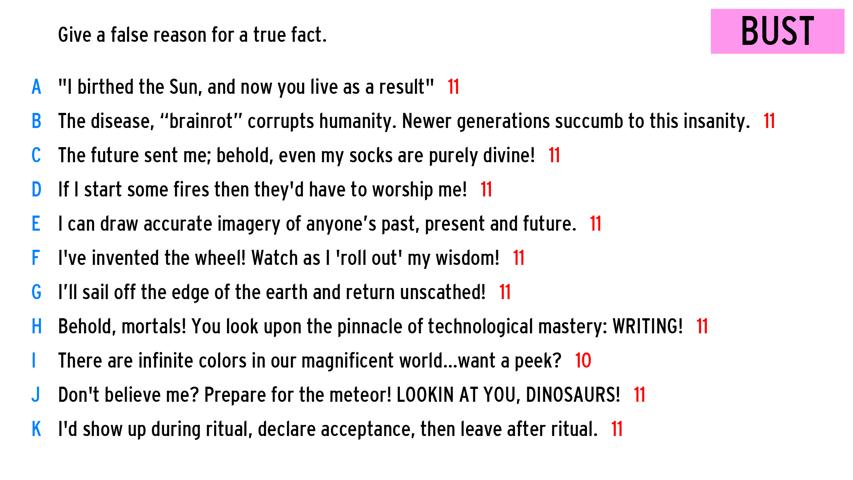 Give a false reason for a true fact.
BUST
A "I birthed the Sun, and now you live as a result" 11
B The disease, “brainrot” corrupts humanity. Newer generations succumb to this insanity. 11
C The future sent me; behold, even my socks are purely divine! 11
D If I start some fires then they'd have to worship me! 11
E I can draw accurate imagery of anyone’s past, present and future. 11
F I've invented the wheel! Watch as I 'roll out' my wisdom! 11
G I’ll sail off the edge of the earth and return unscathed! 11
H Behold, mortals! You look upon the pinnacle of technological mastery: WRITING! 11
I There are infinite colors in our magnificent world...want a peek? 10
J Don't believe me? Prepare for the meteor! LOOKIN AT YOU, DINOSAURS! 11
K I'd show up during ritual, declare acceptance, then leave after ritual. 11